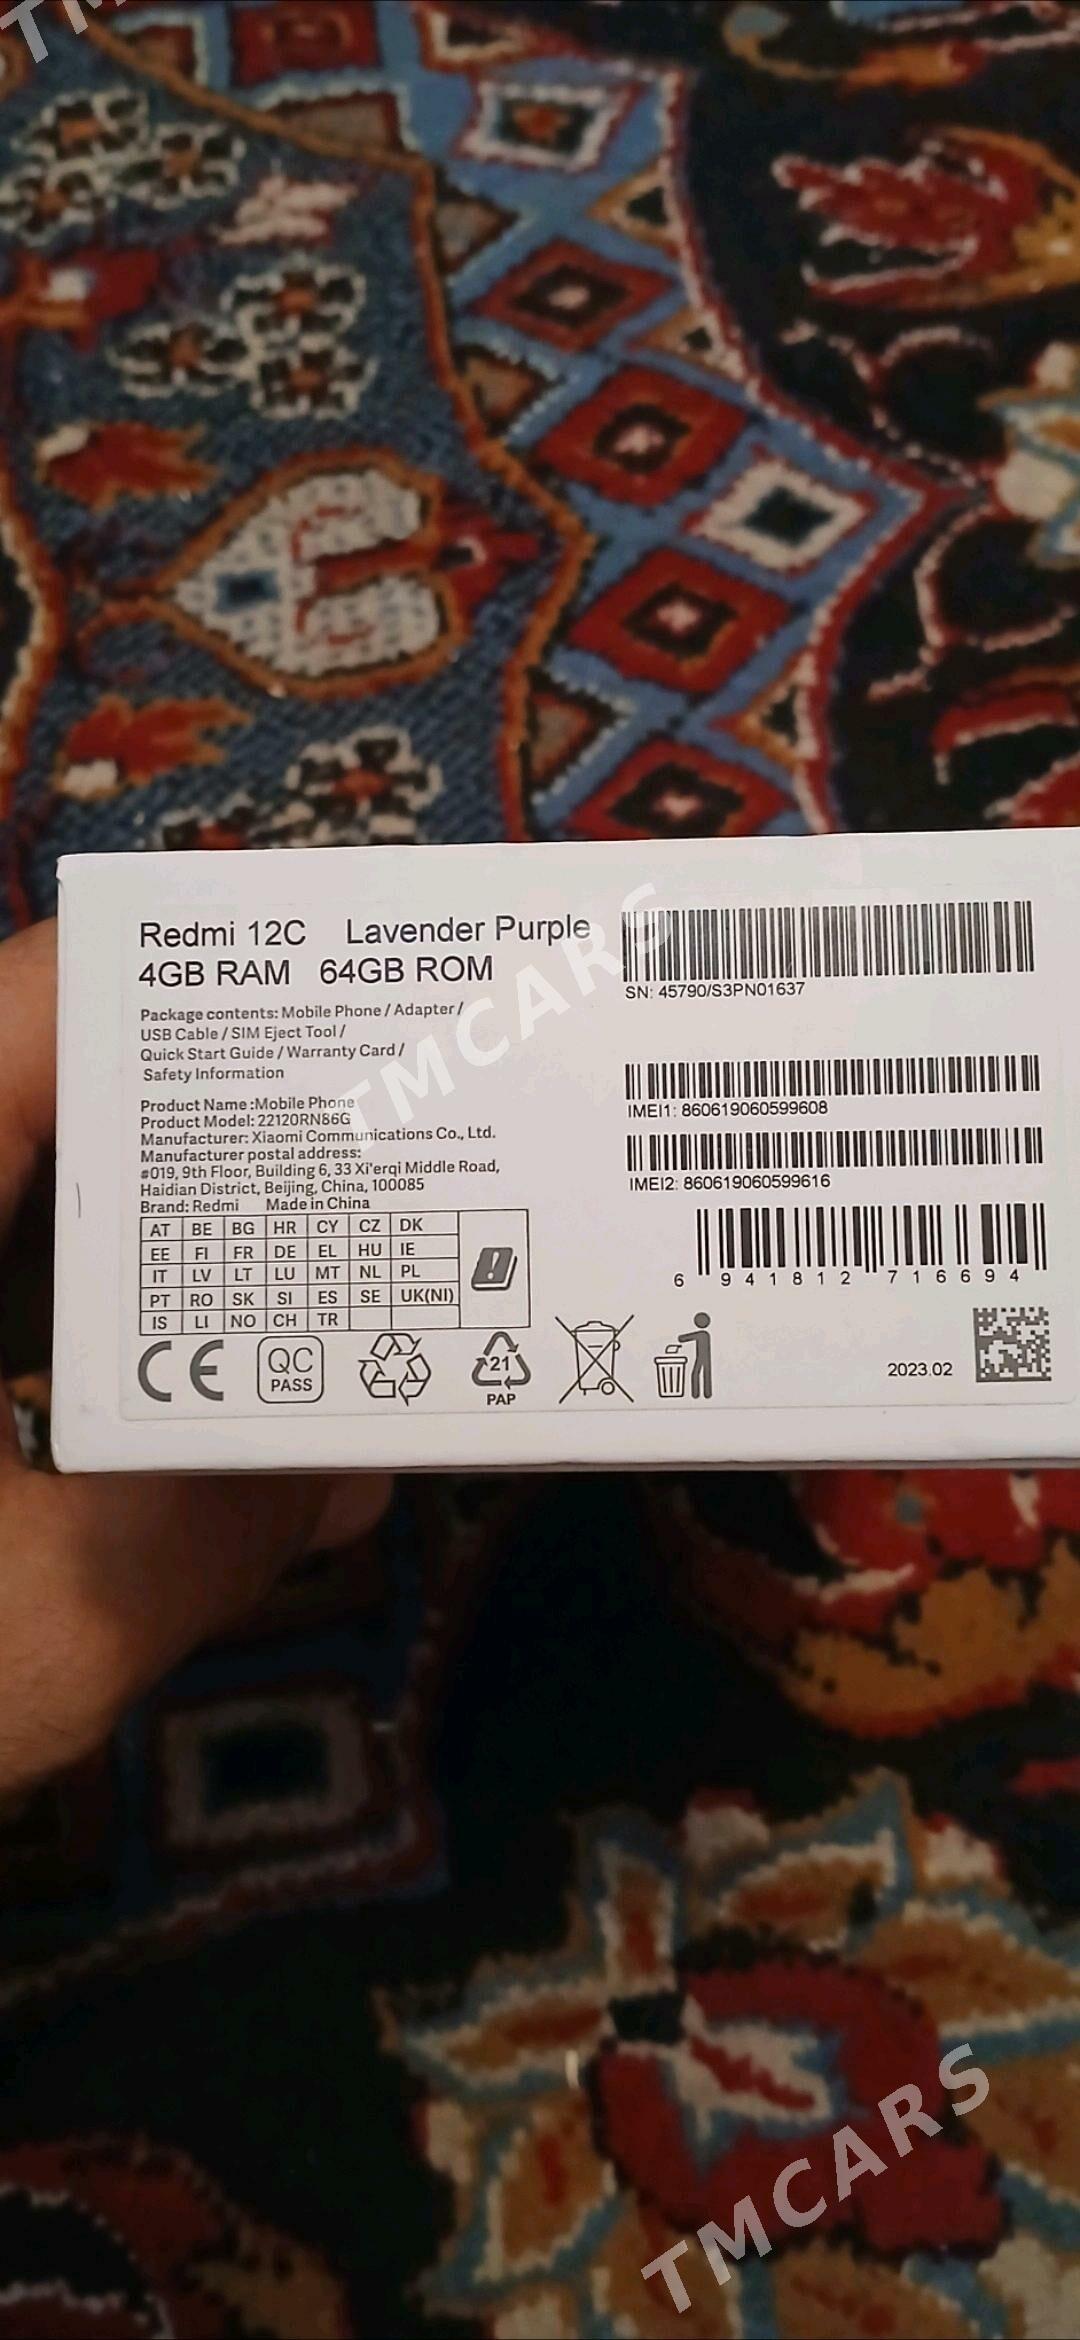 TM
Redmi 12C Lavender Purple
4GB RAM 64GB ROM
Package contents: Mobile Phone / Adapter /
USB Cable / SIM Eject Tool /
Quick Start Guide / Warranty Card /
Safety Information
Product Name :Mobile Phone
Product Model: 22120RN86G
Manufacturer: Xiaomi Communications Co., Ltd.
Manufacturer postal address:
#019, 9th Floor, Building 6, 33 Xi'erqi Middle Road,
Haidian District, Beijing, China, 100085
Brand: Redmi Made in China
AT BE BG HR CY CZ DK
EE FI FR DE EL HU IE
IT LV LT LU MT NL PL
PT RO SK SI ES SE UK(NI)
IS LI NO CH TR
CE
QC
PASS
21
PAP
SN: 45790/S3PN01637
IMEI1: 860619060599608
IMEI2: 860619060599616
6 941812 716694
2023.02
TMCARS
TMCARS